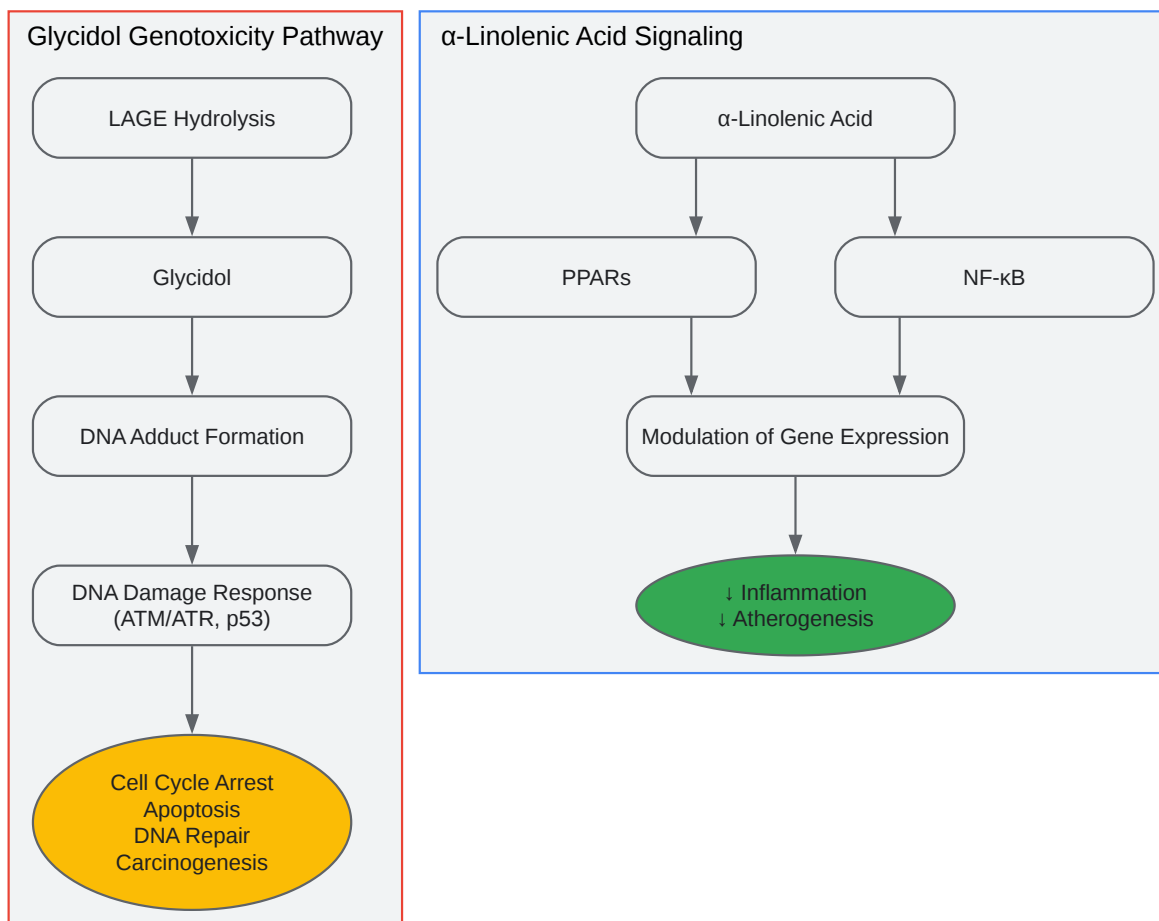 Glycidol Genotoxicity Pathway
LAGE Hydrolysis
Glycidol
DNA Adduct Formation
DNA Damage Response
(ATM/ATR, p53)
Cell Cycle Arrest
Apoptosis
DNA Repair
Carcinogenesis
α-Linolenic Acid Signaling
α-Linolenic Acid
PPARs
NF-κB
Modulation of Gene Expression
↓ Inflammation
↓ Atherogenesis